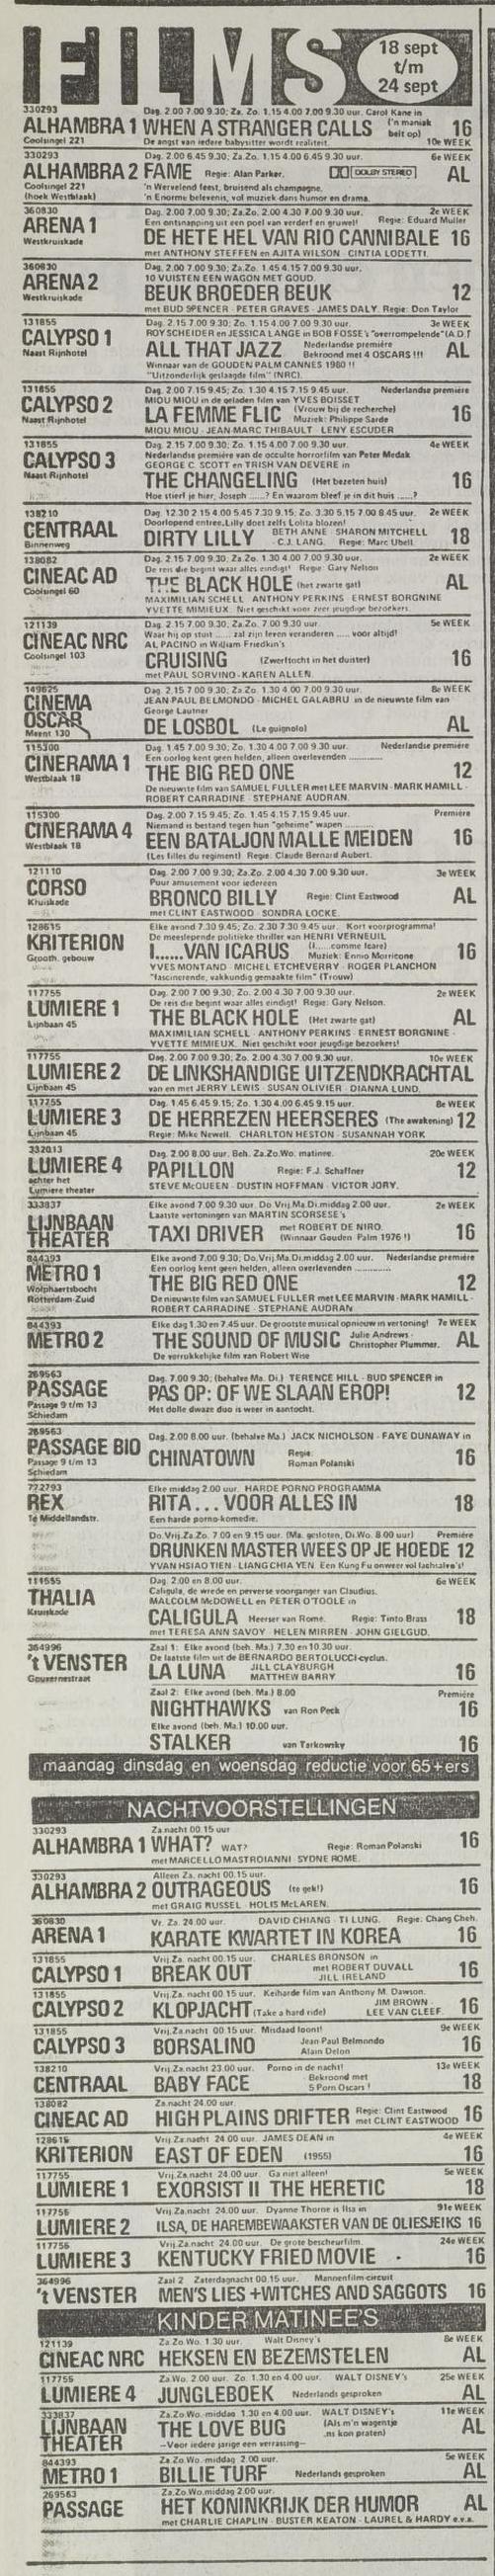 FILMS
18 sept
t/m
24 sept
330293
Dag. 2.00 7.00 9.30; Za. Zo. 1.15 4.00 7.00 9.30 uur. Carol Kane in
ALHAMBRA 1 WHEN A STRANGER CALLS ('n maniak belt op) 16
Coolsingel 221
De angst van iedere babysitter wordt realiteit. 10e WEEK
330293
Dag. 2.00 6.45 9.30; Za.Zo. 1.15 4.00 6.45 9.30 uur. 6e WEEK
ALHAMBRA 2 FAME Regie: Alan Parker. DOLBY STEREO AL
Coolsingel 221
(hoek Westblaak)
'n Wervelend feest, bruisend als champagne,
'n Enorme belevenis, vol muziek dans humor en drama.
360830
Dag. 2.00 7.00 9.30; Za.Zo. 2.00 4.30 7.00 9.30 uur. 2e WEEK
Een ontsnapping uit een poel van verderf en gruwel! Regie: Eduard Muller
ARENA 1 DE HETE HEL VAN RIO CANNIBALE 16
Westkruiskade
met ANTHONY STEFFEN en AJITA WILSON - CINTIA LODETTI.
360830
Dag. 2.00 7.00 9.30; Za.Zo. 1.45 4.15 7.00 9.30 uur.
10 VUISTEN EEN WAGON MET GOUD.
ARENA 2 BEUK BROEDER BEUK 12
Westkruiskade
met BUD SPENCER - PETER GRAVES - JAMES DALY. Regie: Don Taylor
131855
Dag. 2.15 7.00 9.30; Zo. 1.15 4.00 7.00 9.30 uur. 3e WEEK
ROY SCHEIDER en JESSICA LANGE in BOB FOSSE's "overrompelende" (A.D.)
CALYPSO 1 ALL THAT JAZZ Nederlandse première Bekroond met 4 OSCARS !!! AL
Naast Rijnhotel
Winnaar van de GOUDEN PALM CANNES 1980 !!
"Uitzonderlijk geslaagde film" (NRC).
131855
Dag. 2.00 7.15 9.45; Zo. 1.30 4.15 7.15 9.45 uur. Nederlandse première
MIOU MIOU in de geladen film van YVES BOISSET
CALYPSO 2 LA FEMME FLIC (Vrouw bij de recherche) Muziek: Philippe Sarde 16
Naast Rijnhotel
MIOU MIOU - JEAN-MARC THIBAULT - LENY ESCUDER
131855
Dag. 2.15 7.00 9.30; Zo. 1.15 4.00 7.00 9.30 uur. 4e WEEK
Nederlandse première van de occulte horrorfilm van Peter Medak
GEORGE C. SCOTT en TRISH VAN DEVERE in
CALYPSO 3 THE CHANGELING (Het bezeten huis) 16
Naast Rijnhotel
Hoe stierf je hier, Joseph ......? En waarom bleef je in dit huis ......?
138210
Dag. 12.30 2.15 4.00 5.45 7.30 9.15; Zo. 3.30 5.15 7.00 8.45 uur. 2e WEEK
Doorlopend entree. Lilly doet zelfs Lolita blozen!
CENTRAAL DIRTY LILLY BETH ANNE - SHARON MITCHELL - C.J. LANG. Regie: Marc Ubell. 18
Binnenweg
138082
Dag. 2.15 7.00 9.30; Za.Zo. 1.30 4.00 7.00 9.30 uur. 2e WEEK
De reis die begint waar alles eindigt! Regie: Gary Nelson
CINEAC AD THE BLACK HOLE (het zwarte gat) AL
Coolsingel 60
MAXIMILIAN SCHELL - ANTHONY PERKINS - ERNEST BORGNINE
YVETTE MIMIEUX. Niet geschikt voor zeer jeugdige bezoekers.
121139
Dag. 2.15 7.00 9.30; Za.Zo. 7.00 9.30 uur. 5e WEEK
Waar hij op stuit ...... zal zijn leven veranderen ..... voor altijd!
AL PACINO in William Friedkin's
CINEAC NRC CRUISING (Zwerftocht in het duister) 16
Coolsingel 103
met PAUL SORVINO - KAREN ALLEN.
149825
Dag. 2.15 7.00 9.30; Za.Zo. 1.30 4.00 7.00 9.30 uur. 8e WEEK
JEAN-PAUL BELMONDO - MICHEL GALABRU in de nieuwste film van
George Lautner
CINEMA OSCAR DE LOSBOL (Le guignolo) AL
Meent 130
115300
Dag. 1.45 7.00 9.30; Zo. 1.30 4.00 7.00 9.30 uur. Nederlandse première
Een oorlog kent geen helden, alleen overlevenden ..............
CINERAMA 1 THE BIG RED ONE 12
Westblaak 18
De nieuwste film van SAMUEL FULLER met LEE MARVIN - MARK HAMILL -
ROBERT CARRADINE - STEPHANE AUDRAN.
115300
Dag. 2.00 7.15 9.45; Zo. 1.45 4.15 7.15 9.45 uur. Première
Niemand is bestand tegen hun "geheime" wapen ..............
CINERAMA 4 EEN BATALJON MALLE MEIDEN 16
Westblaak 18
(Les filles du regiment) Regie: Claude Bernard Aubert.
121110
Dag. 2.00 7.00 9.30; Za.Zo. 2.00 4.30 7.00 9.30 uur. 3e WEEK
Puur amusement voor iedereen
CORSO BRONCO BILLY Regie: Clint Eastwood AL
Kruiskade
met CLINT EASTWOOD - SONDRA LOCKE.
128615
Elke avond 7.30 9.45; Zo. 2.30 7.30 9.45 uur. Kort voorprogramma!
De meeslepende politieke thriller van HENRI VERNEUIL
KRITERION I......VAN ICARUS (I.....comme Icare) Muziek: Ennio Morricone 16
Grooth. gebouw
YVES MONTAND - MICHEL ETCHEVERRY - ROGER PLANCHON
"fascinerende, vakkundig gemaakte film" (Trouw)
117755
Dag. 2.00 7.00 9.30; Zo. 2.00 4.30 7.00 9.30 uur. 2e WEEK
De reis die begint waar alles eindigt! Regie: Gary Nelson.
LUMIERE 1 THE BLACK HOLE (Het zwarte gat) AL
Lijnbaan 45
MAXIMILIAN SCHELL - ANTHONY PERKINS - ERNEST BORGNINE -
YVETTE MIMIEUX. Niet geschikt voor jeugdige bezoekers!
117755
Dag. 2.00 7.00 9.30; Zo. 2.00 4.30 7.00 9.30 uur. 10e WEEK
LUMIERE 2 DE LINKSHANDIGE UITZENDKRACHT AL
Lijnbaan 45
van en met JERRY LEWIS - SUSAN OLIVIER - DIANNA LUND.
117755
Dag. 1.45 6.45 9.15; Zo. 1.30 4.00 6.45 9.15 uur. 8e WEEK
LUMIERE 3 DE HERREZEN HEERSERES (The awakening) 12
Lijnbaan 45
Regie: Mike Newell. CHARLTON HESTON - SUSANNAH YORK
332013
Dag. 2.00 8.00 uur. Beh. Za.Zo.Wo. matinee. 20e WEEK
LUMIERE 4 PAPILLON Regie: F.J. Schaffner 12
achter het
Lumiere theater
STEVE McQUEEN - DUSTIN HOFFMAN - VICTOR JORY.
333837
Elke avond 7.00 9.30 uur. Do Vrij.Ma.Di.middag 2.00 uur. 2e WEEK
Laatste vertoningen van MARTIN SCORSESE's
LIJNBAAN THEATER TAXI DRIVER met ROBERT DE NIRO. (Winnaar Gouden Palm 1976 !) 16
844393
Elke avond 7.00 9.30; Do.Vrij.Ma.Di.middag 2.00 uur. Nederlandse première
Een oorlog kent geen helden, alleen overlevenden ..............
METRO 1 THE BIG RED ONE 12
Wolphaertsbocht
Rotterdam-Zuid
De nieuwste film van SAMUEL FULLER met LEE MARVIN - MARK HAMILL -
ROBERT CARRADINE - STEPHANE AUDRAN
844393
Elke dag 1.30 en 7.45 uur. De grootste musical opnieuw in vertoning! 7e WEEK
METRO 2 THE SOUND OF MUSIC Julie Andrews - Christopher Plummer. AL
De verrukkelijke film van Robert Wise
269563
Dag. 7.00 9.30; (behalve Ma. Di.) TERENCE HILL - BUD SPENCER in
PASSAGE PAS OP: OF WE SLAAN EROP! 12
Passage 9 t/m 13
Schiedam
Het dolle dwaze duo is weer in aantocht.
269563
Dag. 2.00 8.00 uur. (behalve Ma.) JACK NICHOLSON - FAYE DUNAWAY in
PASSAGE BIO CHINATOWN Regie: Roman Polanski 16
Passage 9 t/m 13
Schiedam
772793
Elke middag 2.00 uur. HARDE PORNO PROGRAMMA
REX RITA... VOOR ALLES IN 18
1e Middellandstr.
Een harde porno-komedie.
Do.Vrij.Za.Zo. 7.00 en 9.15 uur. (Ma. gesloten, Di.Wo. 8.00 uur) Première
DRUNKEN MASTER WEES OP JE HOEDE 12
YVAN HSIAO TIEN - LIANG CHIA YEN. Een Kung Fu onweer vol lachsalvo's!
111555
Dag. 2.00 en 8.00 uur. 6e WEEK
Caligula, de wrede en perverse voorganger van Claudius.
MALCOLM McDOWELL en PETER O'TOOLE in
THALIA CALIGULA Heerser van Rome. Regie: Tinto Brass 18
Kruiskade
met TERESA ANN SAVOY - HELEN MIRREN - JOHN GIELGUD.
364996
Zaal 1: Elke avond (beh. Ma.) 7.30 en 10.30 uur.
De laatste film uit de BERNARDO BERTOLUCCI-cyclus.
't VENSTER LA LUNA JILL CLAYBURGH MATTHEW BARRY 16
Gouvernestraat
Zaal 2: Elke avond (beh. Ma.) 8.00 Première
NIGHTHAWKS van Ron Peck 16
Elke avond (beh. Ma.) 10.00 uur.
STALKER van Tarkowsky 16
maandag dinsdag en woensdag reductie voor 65+ers
NACHTVOORSTELLINGEN
330293
Za.nacht 00.15 uur
ALHAMBRA 1 WHAT? WAT? Regie: Roman Polanski 16
met MARCELLO MASTROIANNI - SYDNE ROME.
330293
Alleen Za. nacht 00.15 uur.
ALHAMBRA 2 OUTRAGEOUS (te gek!) 16
met GRAIG RUSSEL - HOLIS McLAREN.
360830
Vr. Za. 24.00 uur. DAVID CHIANG - TI LUNG. Regie: Chang Cheh.
ARENA 1 KARATE KWARTET IN KOREA 16
131855
Vrij.Za. nacht 00.15 uur. CHARLES BRONSON in
CALYPSO 1 BREAK OUT met ROBERT DUVALL JILL IRELAND 16
131855
Vrij.Za. nacht 00.15 uur. Keiharde film van Anthony M. Dawson.
CALYPSO 2 KLOPJACHT (Take a hard ride) JIM BROWN - LEE VAN CLEEF. 16
131855
Vrij.Za.nacht 00.15 uur. Misdaad loont! 9e WEEK
CALYPSO 3 BORSALINO Jean Paul Belmondo Alain Delon 16
138210
Vrij.Za.nacht 23.00 uur. Porno in de nacht! 13e WEEK
CENTRAAL BABY FACE Bekroond met 5 Porn Oscars! 18
138082
Za.nacht 24.00 uur.
CINEAC AD HIGH PLAINS DRIFTER Regie: Clint Eastwood met CLINT EASTWOOD 16
128615
Vrij.Za.nacht 24.00 uur. JAMES DEAN in 4e WEEK
KRITERION EAST OF EDEN (1955) 16
117755
Vrij.Za.nacht 24.00 uur. Ga niet alleen! 5e WEEK
LUMIERE 1 EXORSIST II THE HERETIC 18
117755
Vrij.Za.nacht. 24.00 uur. Dyanne Thorne is Ilsa in 91e WEEK
LUMIERE 2 ILSA, DE HAREMBEWAAKSTER VAN DE OLIESJEIKS 16
117755
Vrij.Za.nacht. 24.00 uur. De grote bescheurfilm. 24e WEEK
LUMIERE 3 KENTUCKY FRIED MOVIE 16
364996
Zaal 2 Zaterdagnacht 00.15 uur. Mannenfilm-circuit
't VENSTER MEN'S LIES + WITCHES AND SAGGOTS 16
KINDER MATINEE'S
121139
Za.Zo.Wo. 1.30 uur. Walt Disney's 8e WEEK
CINEAC NRC HEKSEN EN BEZEMSTELEN AL
117755
Za.Wo. 2.00 uur. Zo. 1.30 en 4.00 uur. WALT DISNEY's 25e WEEK
LUMIERE 4 JUNGLEBOEK Nederlands gesproken AL
333837
Za.Zo.Wo. middag 1.30 en 4.00 uur. WALT DISNEY's 11e WEEK
LIJNBAAN THEATER THE LOVE BUG (Als m'n wagentje .ns kon praten) AL
—Voor iedere jarige een verrassing—
844393
Za.Zo.Wo. middag 2.00 uur. 5e WEEK
METRO 1 BILLIE TURF Nederlands gesproken AL
269563
Za.Zo.Wo.middag 2.00 uur.
PASSAGE HET KONINKRIJK DER HUMOR AL
met CHARLIE CHAPLIN - BUSTER KEATON - LAUREL & HARDY e.v.a.